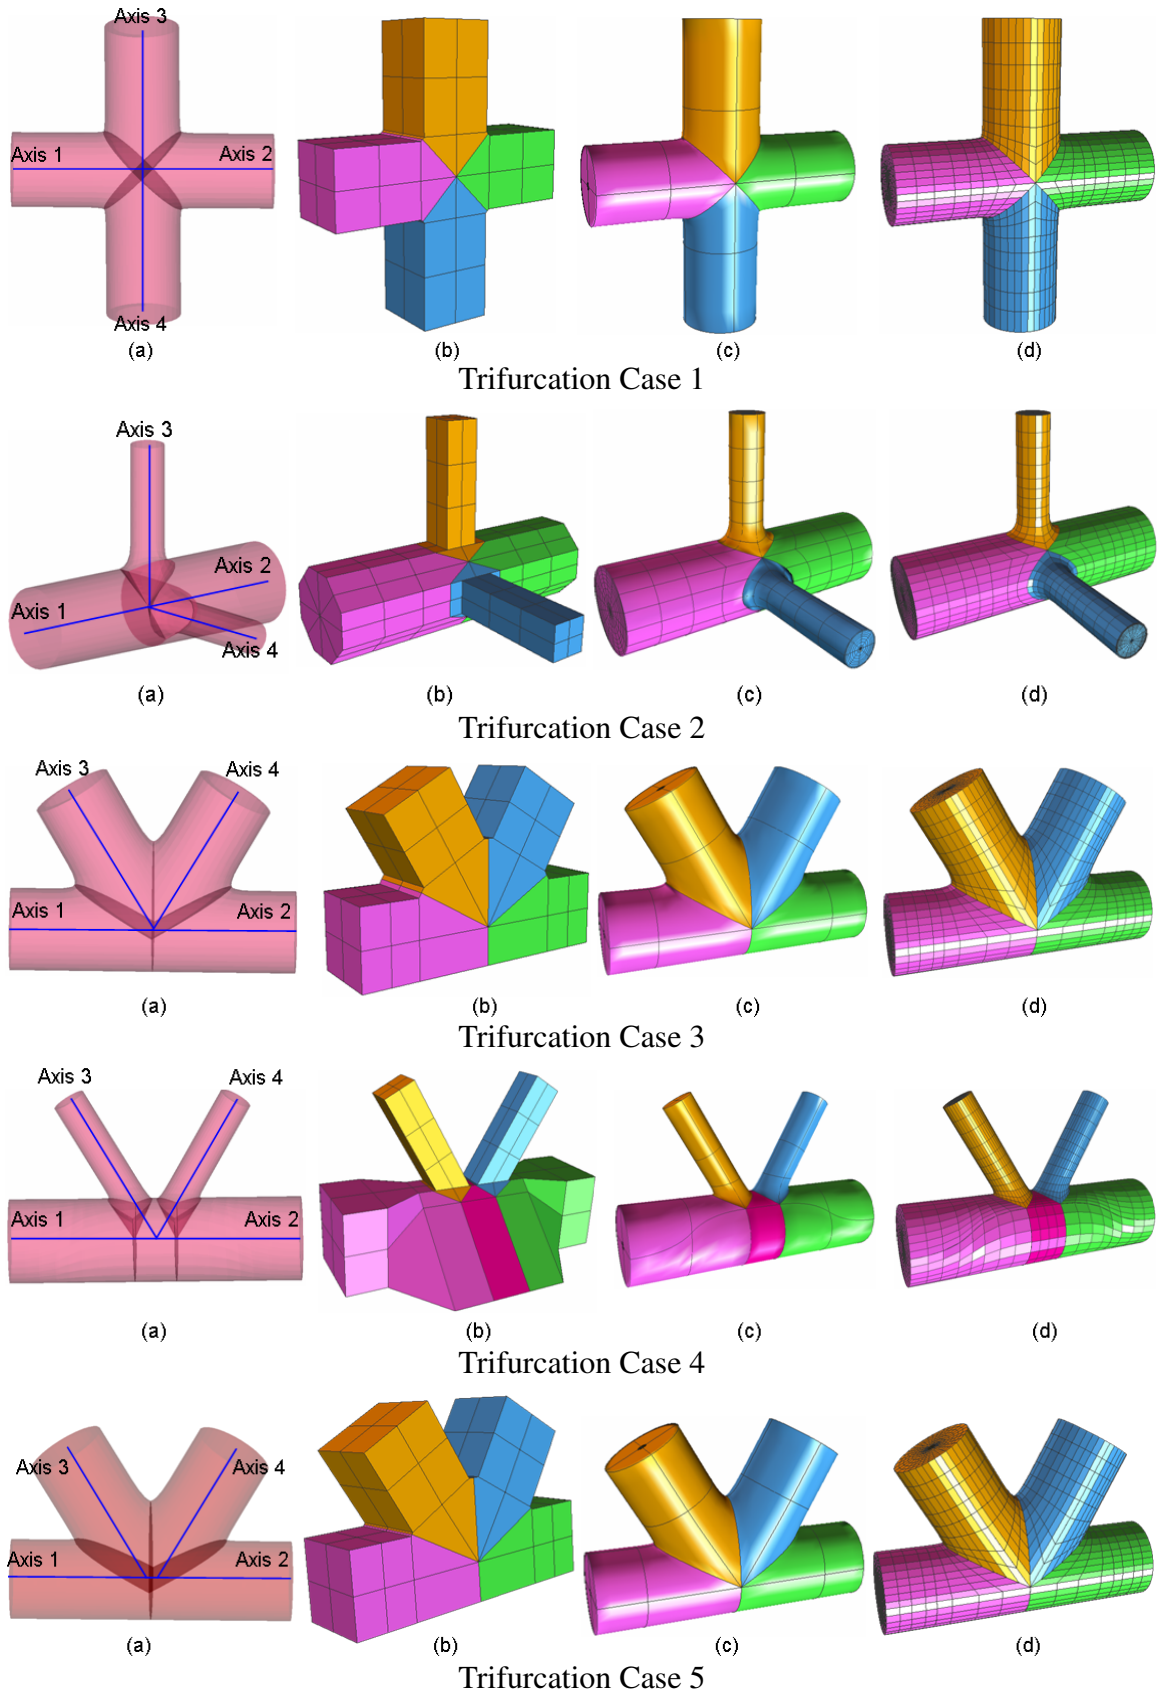 Axis 3
Axis 1 Axis 2
Axis 4
(a) (b) (c) (d)
Trifurcation Case 1
Axis 3
Axis 2
Axis 1
Axis 4
(a) (b) (c) (d)
Trifurcation Case 2
Axis 3 Axis 4
Axis 1 Axis 2
(a) (b) (c) (d)
Trifurcation Case 3
Axis 3 Axis 4
Axis 1 Axis 2
(a) (b) (c) (d)
Trifurcation Case 4
Axis 3 Axis 4
Axis 1 Axis 2
(a) (b) (c) (d)
Trifurcation Case 5